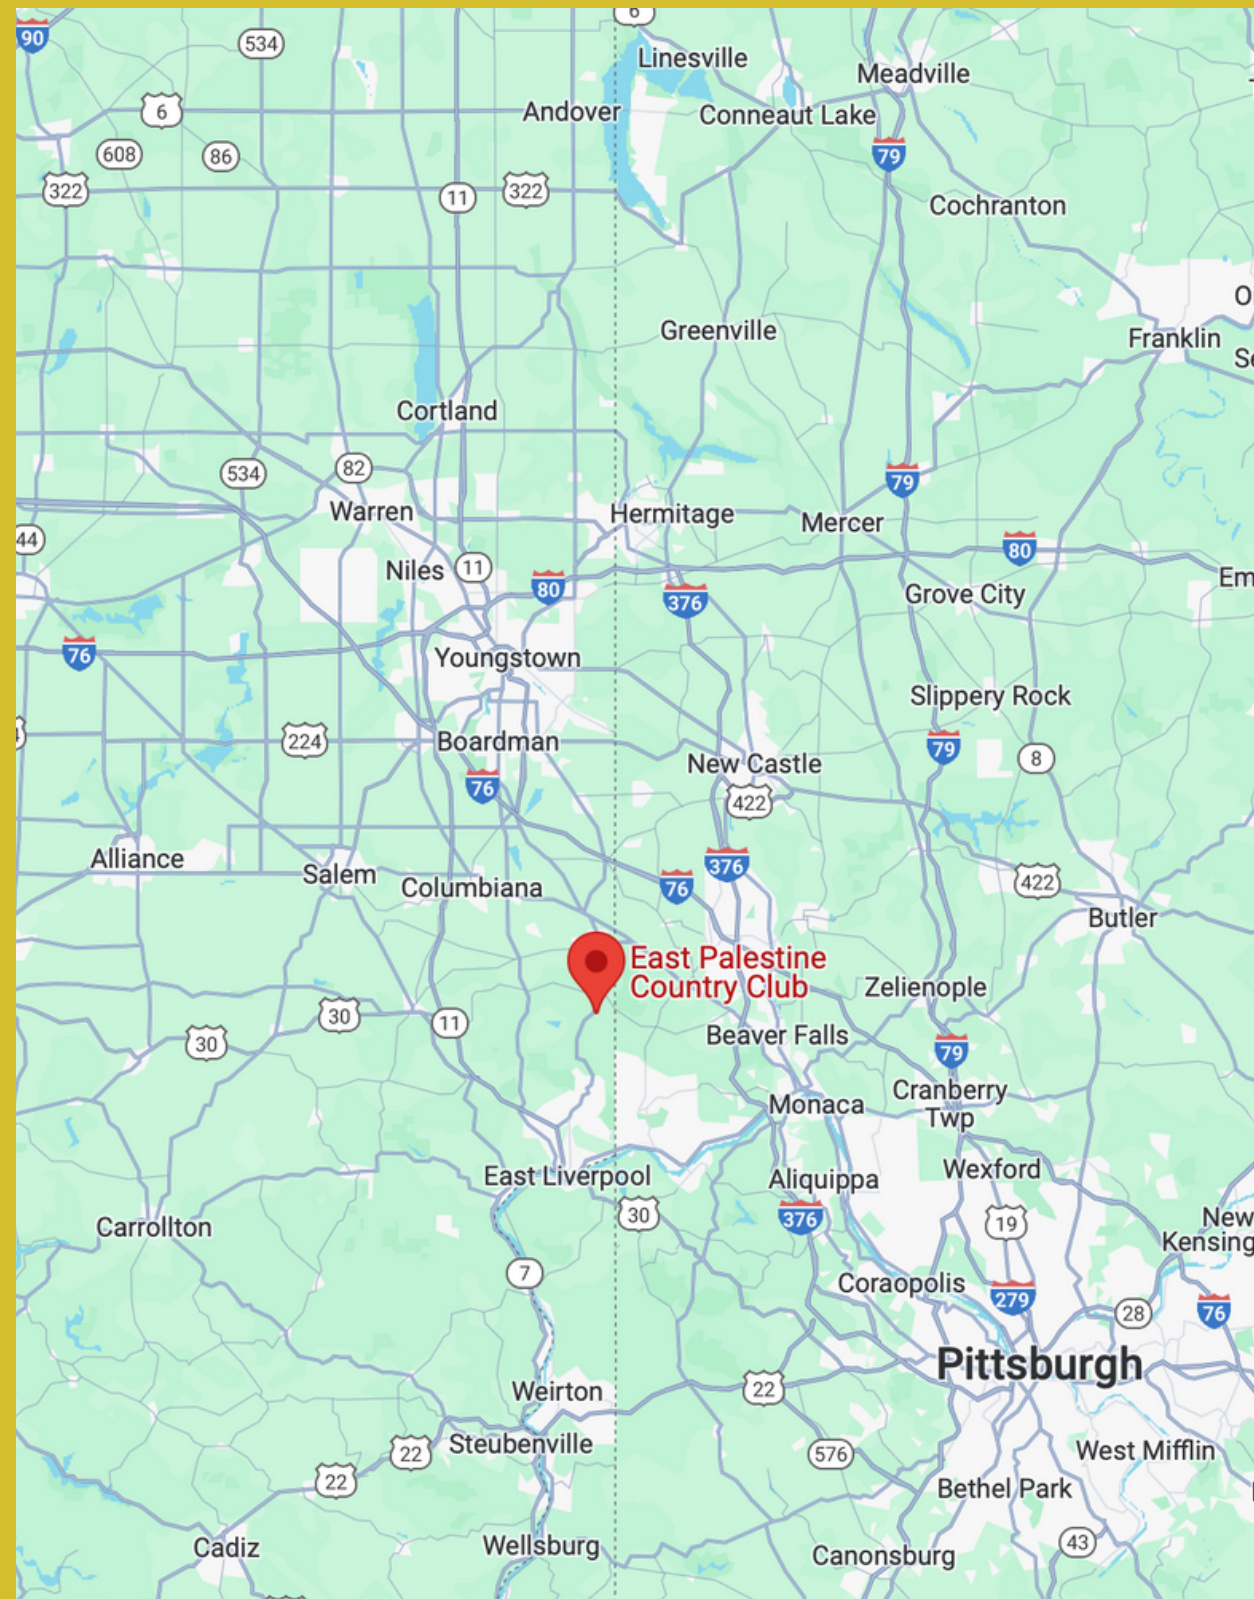 6
90
534
Linesville
Meadville
6
Andover
Conneaut Lake
608
86
79
322
11
322
Cochranton
O
Greenville
Franklin
Se
Cortland
534
82
79
Warren
Hermitage
Mercer
44
Niles
11
80
80
376
Grove City
Em
76
Youngstown
Slippery Rock
224
Boardman
79
8
New Castle
76
422
Alliance
Salem
Columbiana
376
76
422
Butler
East Palestine
Country Club
Zelienople
30
11
30
Beaver Falls
79
Monaca
Cranberry
Twp
East Liverpool
Aliquippa
Wexford
Carrollton
30
376
19
New
Kensing
7
Coraopolis
279
28
76
Pittsburgh
Weirton
22
Steubenville
22
22
576
West Mifflin
Bethel Park
Cadiz
Wellsburg
Canonsburg
43